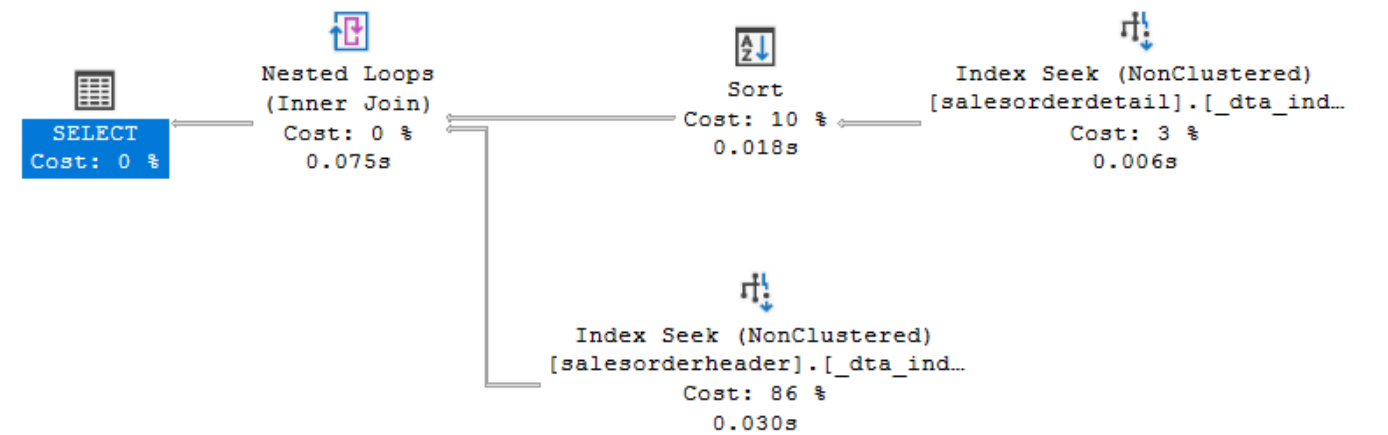 SELECT
Cost: 0 %
Nested Loops
(Inner Join)
Cost: 0 %
0.075s
A
Z
Sort
Cost: 10 %
0.018s
Index Seek (NonClustered)
[salesorderdetail].[_dta_ind…
Cost: 3 %
0.006s
Index Seek (NonClustered)
[salesorderheader].[_dta_ind…
Cost: 86 %
0.030s